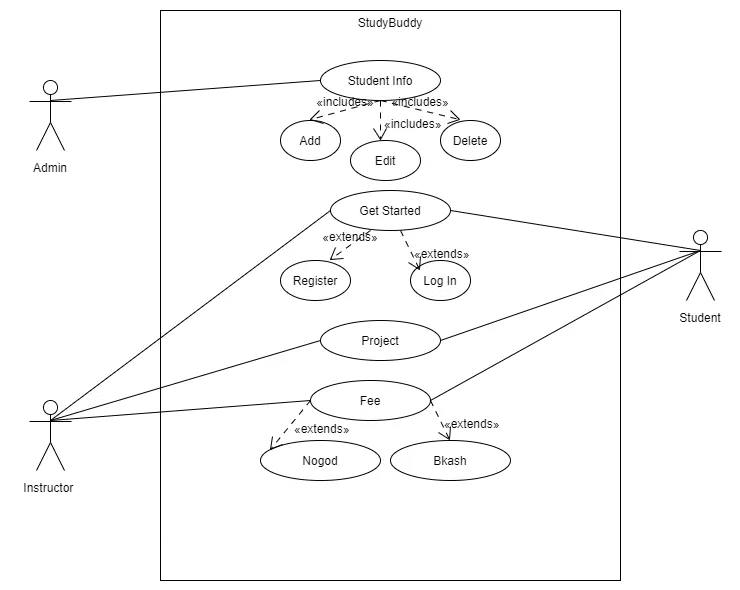 StudyBuddy
Student Info
«includes»
«includes»
«includes»
Add
Edit
Delete
Admin
Get Started
«extends»
«extends»
Register
Log In
Student
Project
Fee
«extends»
«extends»
Nogod
Bkash
Instructor